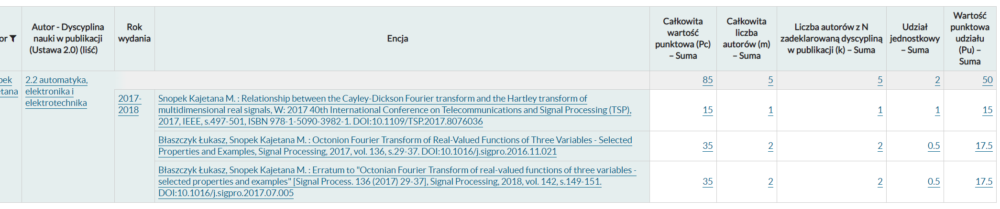 or
Autor - Dyscyplina
nauki w publikacji
(Ustawa 2.0) (liść)
Rok
wydania
Encja
Całkowita
wartość
punktowa (Pc)
– Suma
Całkowita
liczba
autorów (m)
– Suma
Liczba autorów z N
zadeklarowaną dyscypliną
w publikacji (k) – Suma
Udział
jednostkowy
– Suma
Wartość
punktowa
udziału
(Pu) –
Suma
pek
etana
2.2 automatyka,
elektronika i
elektrotechnika
85
5
5
2
50
2017-
2018
Snopek Kajetana M. : Relationship between the Cayley-Dickson Fourier transform and the Hartley transform of
multidimensional real signals, W: 2017 40th International Conference on Telecommunications and Signal Processing (TSP),
2017, IEEE, s.497-501, ISBN 978-1-5090-3982-1. DOI:10.1109/TSP.2017.8076036
15
1
1
1
15
Błaszczyk Łukasz, Snopek Kajetana M. : Octonion Fourier Transform of Real-Valued Functions of Three Variables - Selected
Properties and Examples, Signal Processing, 2017, vol. 136, s.29-37. DOI:10.1016/j.sigpro.2016.11.021
35
2
2
0.5
17.5
Błaszczyk Łukasz, Snopek Kajetana M. : Erratum to "Octonian Fourier Transform of real-valued functions of three variables -
selected properties and examples" [Signal Process. 136 (2017) 29-37], Signal Processing, 2018, vol. 142, s.149-151.
DOI:10.1016/j.sigpro.2017.07.005
35
2
2
0.5
17.5